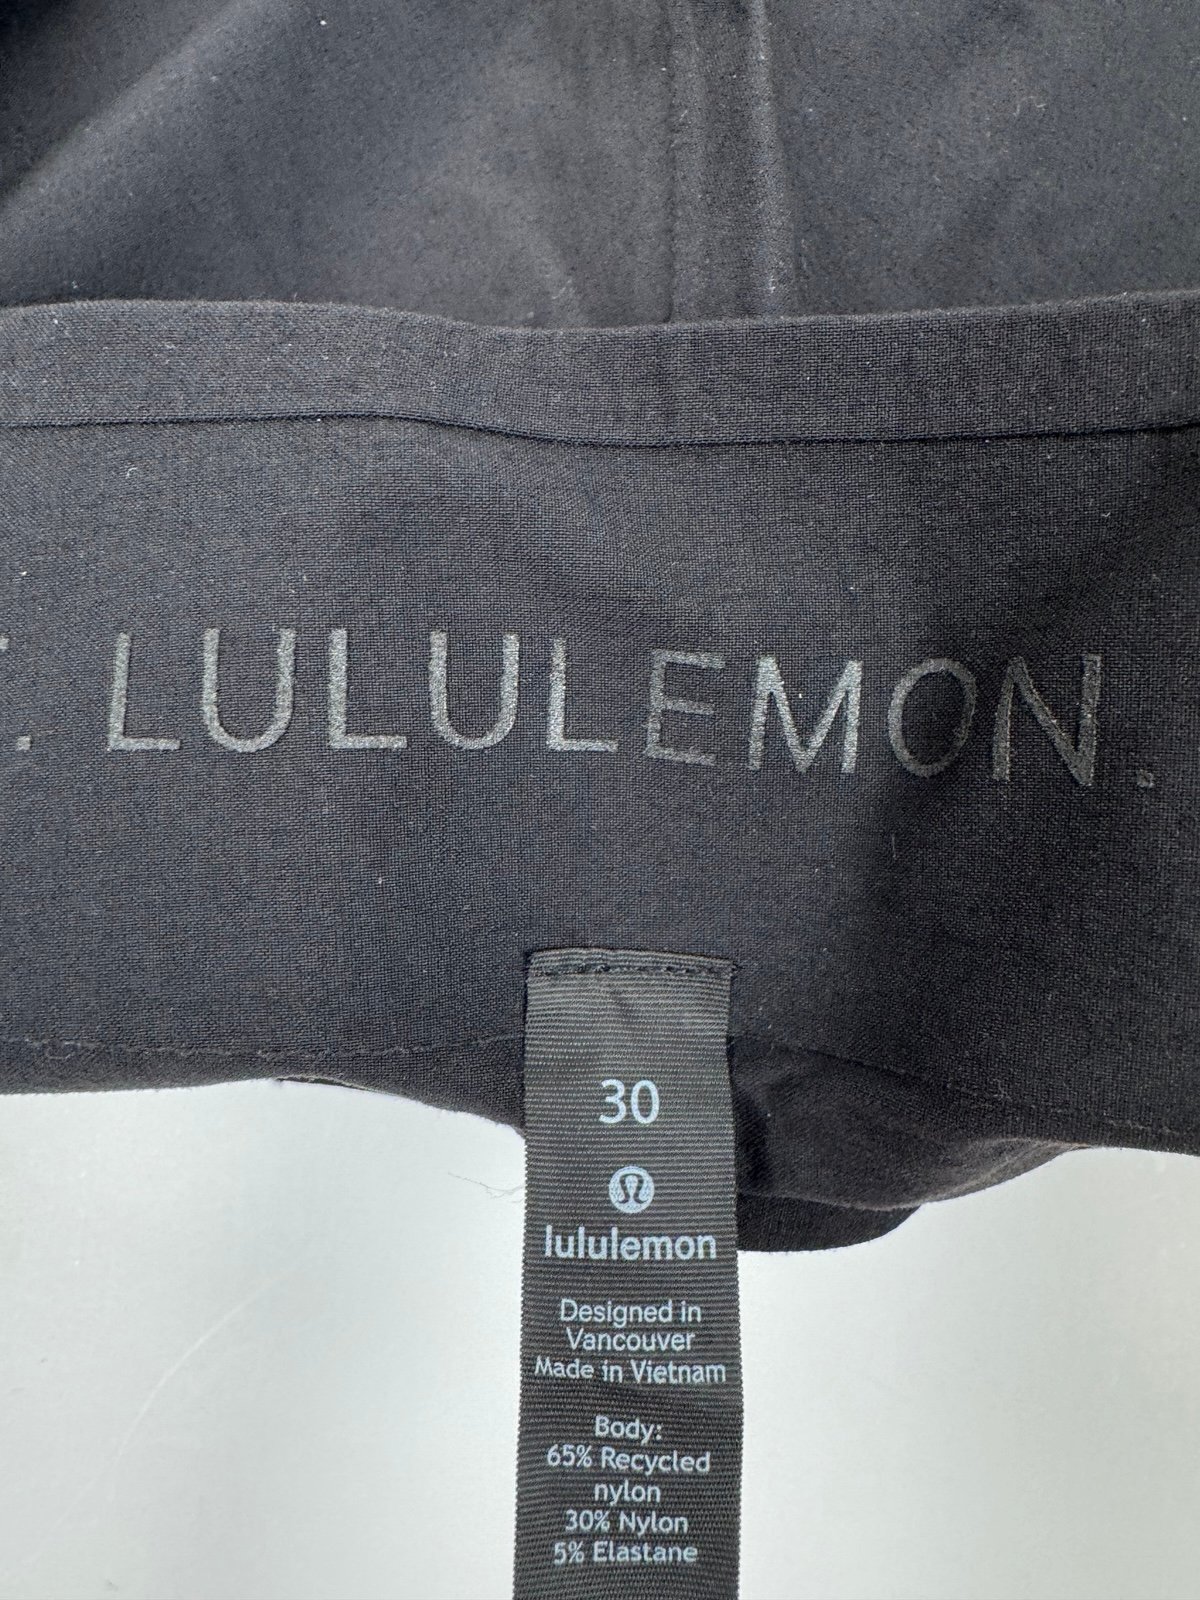 . LULULEMON.
30
lululemon
Designed in
Vancouver
Made in Vietnam
Body:
65% Recycled
nylon
30% Nylon
5% Elastane